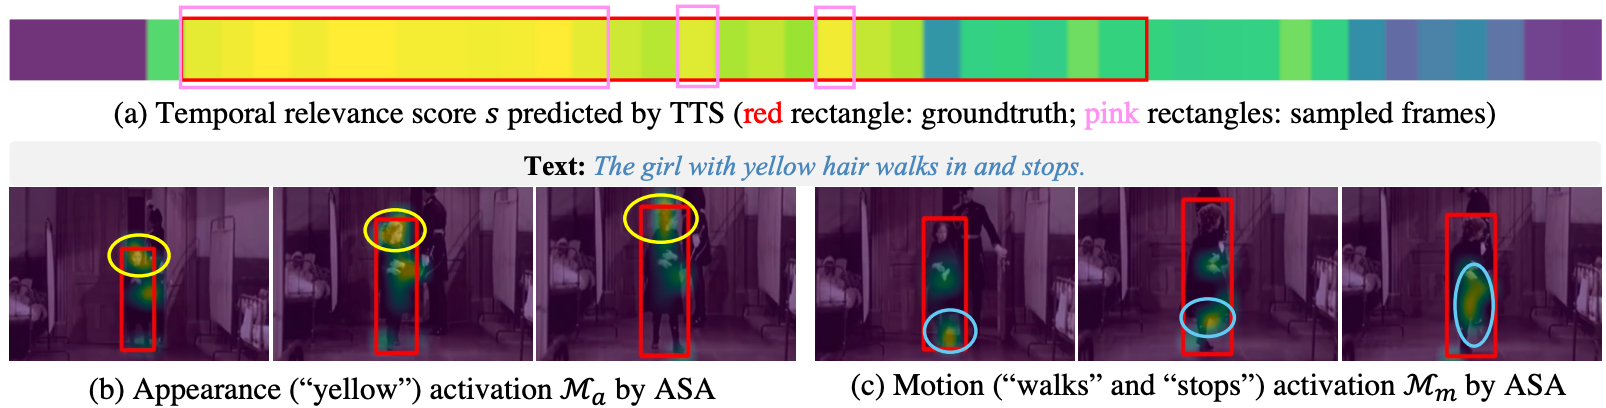 (a) Temporal relevance score s predicted by TTS (red rectangle: groundtruth; pink rectangles: sampled frames)
Text: The girl with yellow hair walks in and stops.
(b) Appearance (“yellow”) activation ℳₐ by ASA
(c) Motion (“walks” and “stops”) activation ℳₘ by ASA